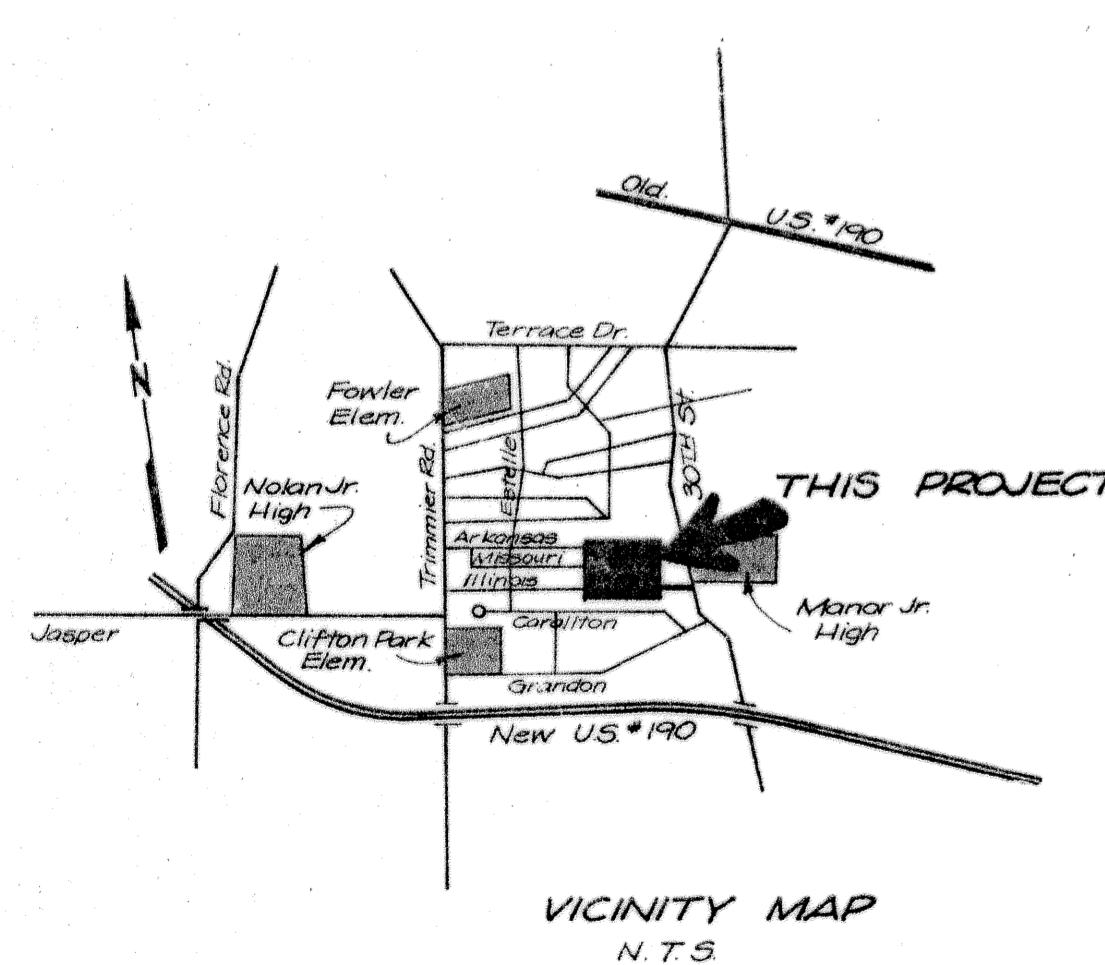 Old.
U.S. #190
Terrace Dr.
Fowler
Elem.
N
Florence Rd.
Nolan Jr.
High
Trimmier Rd.
Estelle
30TH St.
THIS PROJECT
Arkansas
Missouri
Illinois
Manor Jr.
High
Jasper
Carollton
Clifton Park
Elem.
Grandon
New U.S. #190
VICINITY MAP
N.T.S.